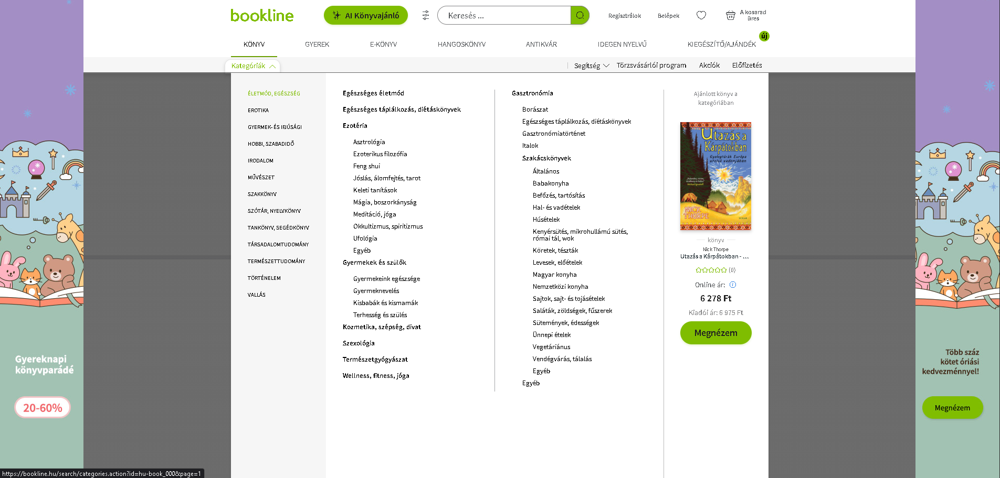 bookline
AI Könyvajánló
Keresés ...
Regisztrálok
Belépek
A kosarad
üres
KÖNYV
GYEREK
E-KÖNYV
HANGOSKÖNYV
ANTIKVÁR
IDEGEN NYELVŰ
KIEGÉSZÍTŐ/AJÁNDÉK
új
Kategóriák
Segítség
Törzsvásárlói program
Akciók
Előfizetés
ÉLETMÓD, EGÉSZSÉG
EROTIKA
GYERMEK- ÉS IFJÚSÁGI
HOBBI, SZABADIDŐ
IRODALOM
MŰVÉSZET
SZAKKÖNYV
SZÓTÁR, NYELVKÖNYV
TANKÖNYV, SEGÉDKÖNYV
TÁRSADALOMTUDOMÁNY
TERMÉSZETTUDOMÁNY
TÖRTÉNELEM
VALLÁS
Egészséges életmód
Egészséges táplálkozás, diétáskönyvek
Ezotéria
Asztrológia
Ezoterikus filozófia
Feng shui
Jóslás, álomfejtés, tarot
Keleti tanítások
Mágia, boszorkányság
Meditáció, jóga
Okkultizmus, spiritizmus
Ufológia
Egyéb
Gyermekek és szülők
Gyermekeink egészsége
Gyermeknevelés
Kisbabák és kismamák
Terhesség és szülés
Kozmetika, szépség, divat
Szexológia
Természetgyógyászat
Wellness, fitness, jóga
Gasztronómia
Borászat
Egészséges táplálkozás, diétáskönyvek
Gasztronómiatörténet
Italok
Szakácskönyvek
Általános
Babakonyha
Befőzés, tartósítás
Hal- és vadételek
Húsételek
Kenyérsütés, mikrohullámú sütés,
római tál, wok
Köretek, tészták
Levesek, előételek
Magyar konyha
Nemzetközi konyha
Sajtok, sajt- és tojásételek
Saláták, zöldségek, fűszerek
Sütemények, édességek
Ünnepi ételek
Vegetáriánus
Vendégvárás, tálalás
Egyéb
Egyéb
Ajánlott könyv a
kategóriában
Utazás a
Kárpátokban
Gyalogtúrák Európa
utolsó vadonjában
NICK
THORPE
SCOLAR
könyv
Nick Thorpe
Utazás a Kárpátokban - ...
(0)
Online ár:
6 278 Ft
Kiadói ár: 6 975 Ft
Megnézem
Gyereknapi
könyvparádé
20-60%
Több száz
kötet óriási
kedvezménnyel!
Megnézem
https://bookline.hu/search/categories.action?id=hu-book_000&page=1